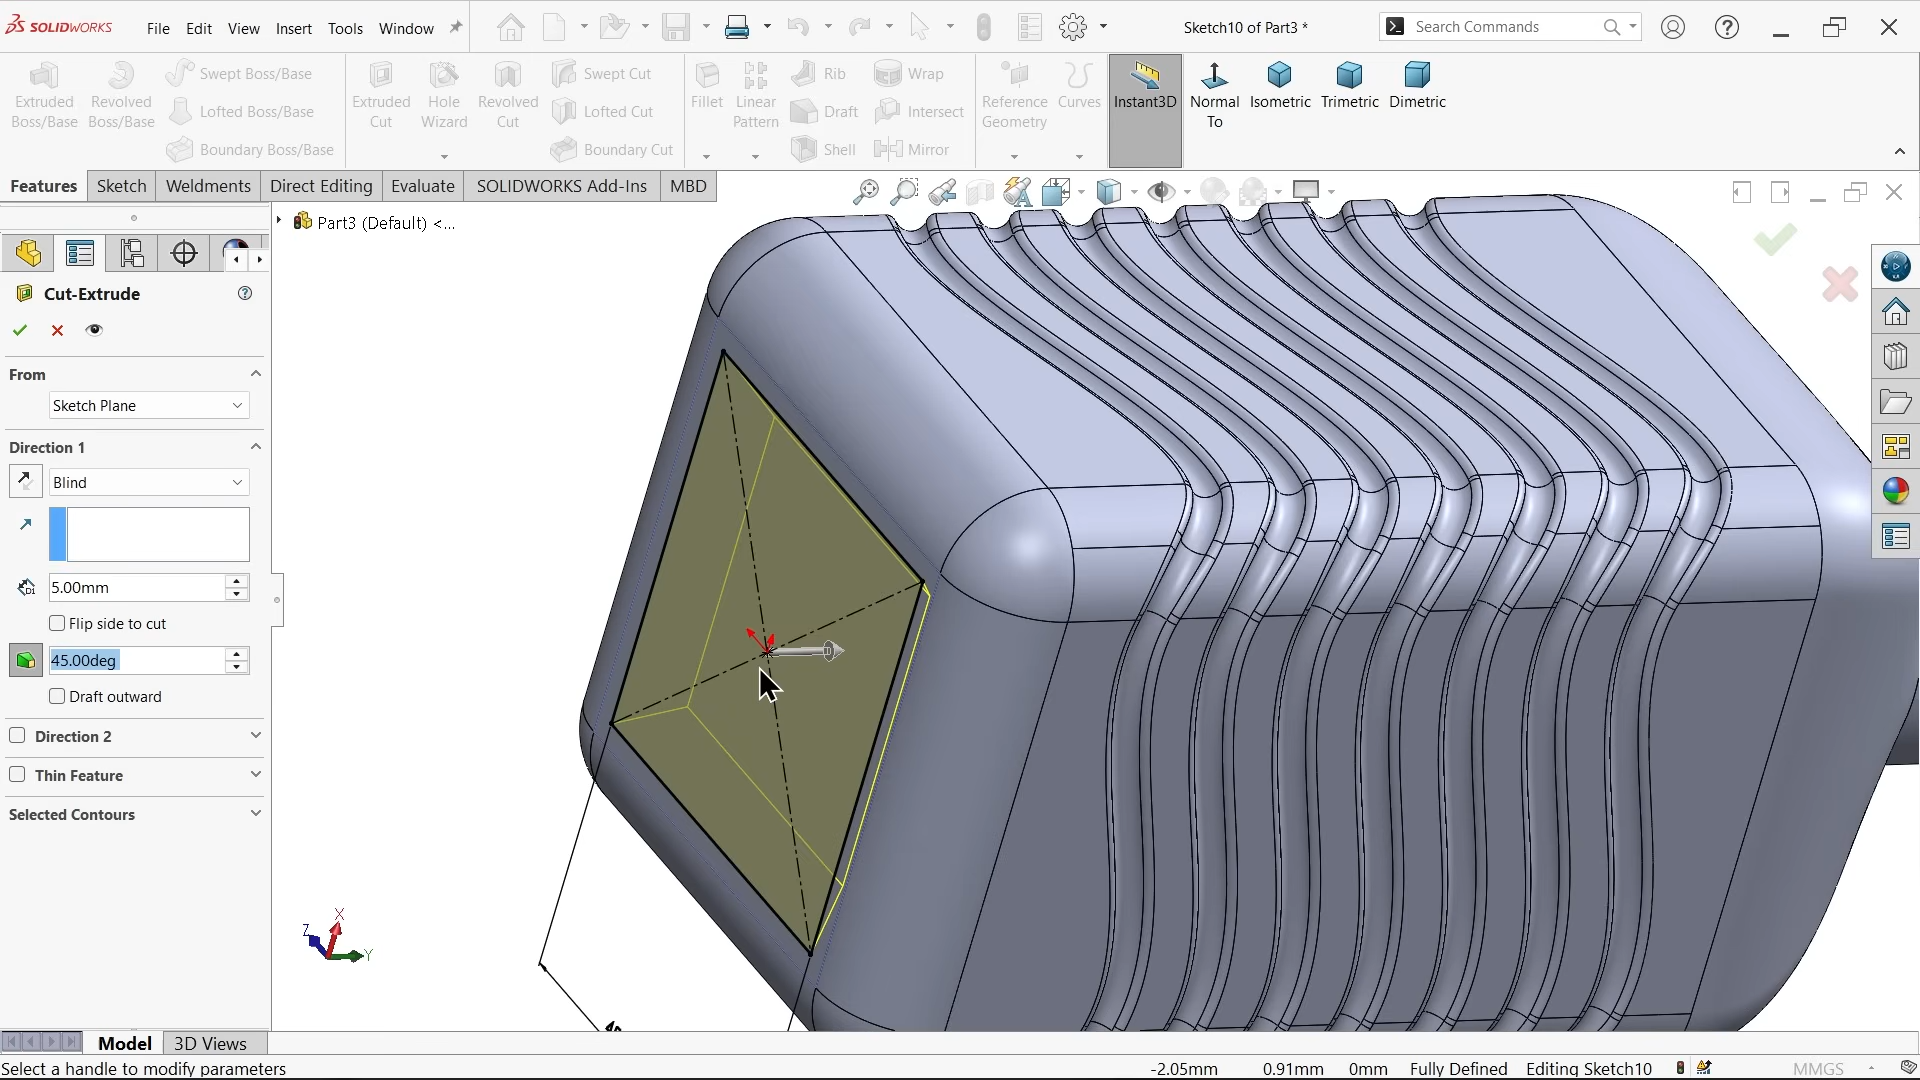 SOLIDWORKS File Edit View Insert Tools Window Sketch10 of Part3 * Search Commands
Extruded Boss/Base
Revolved Boss/Base
Swept Boss/Base
Lofted Boss/Base
Boundary Boss/Base
Extruded Cut
Hole Wizard
Revolved Cut
Swept Cut
Lofted Cut
Boundary Cut
Fillet
Linear Pattern
Rib
Draft
Shell
Wrap
Intersect
Mirror
Reference Geometry
Curves
Instant3D
Normal To
Isometric
Trimetric
Dimetric
Features Sketch Weldments Direct Editing Evaluate SOLIDWORKS Add-Ins MBD
Part3 (Default) <...
Cut-Extrude
From
Sketch Plane
Direction 1
Blind
D1
5.00mm
Flip side to cut
45.00deg
Draft outward
Direction 2
Thin Feature
Selected Contours
X
Z
Y
Model 3D Views
Select a handle to modify parameters -2.05mm 0.91mm 0mm Fully Defined Editing Sketch10 MMGS